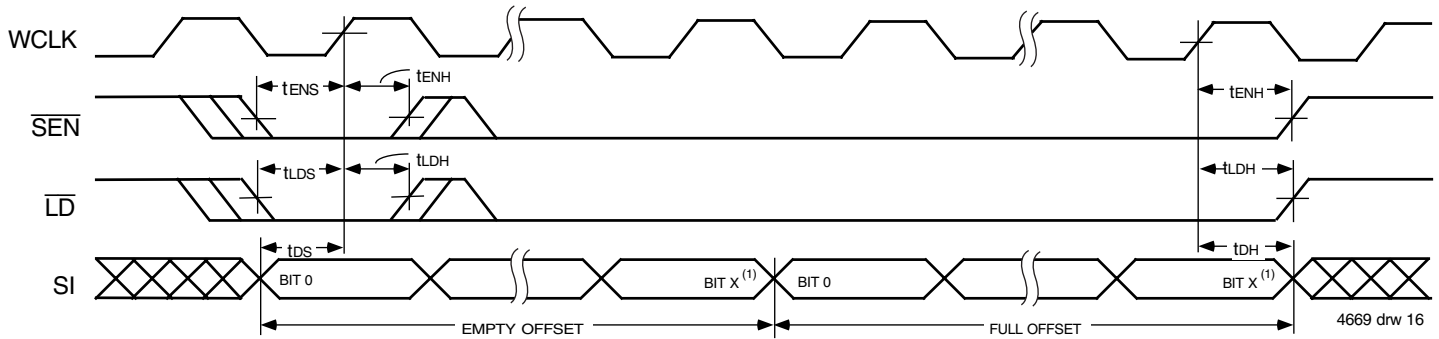 WCLK
tENS
tENH
tENH
SEN
tLDS
tLDH
tLDH
LD
tDS
tDH
SI
BIT 0
BIT X (1)
BIT 0
BIT X (1)
EMPTY OFFSET
FULL OFFSET
4669 drw 16